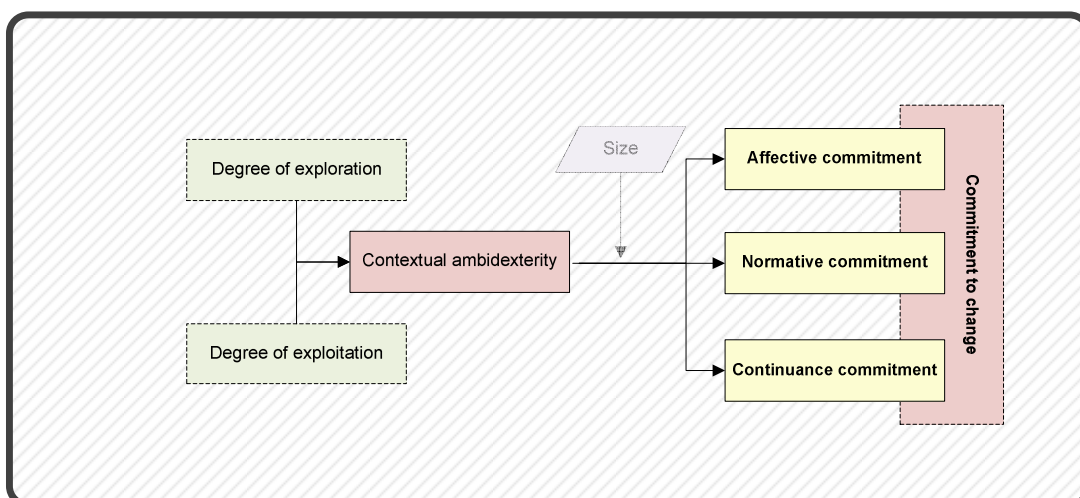 Degree of exploration
Degree of exploitation
Contextual ambidexterity
Size
Affective commitment
Normative commitment
Continuance commitment
Commitment to change